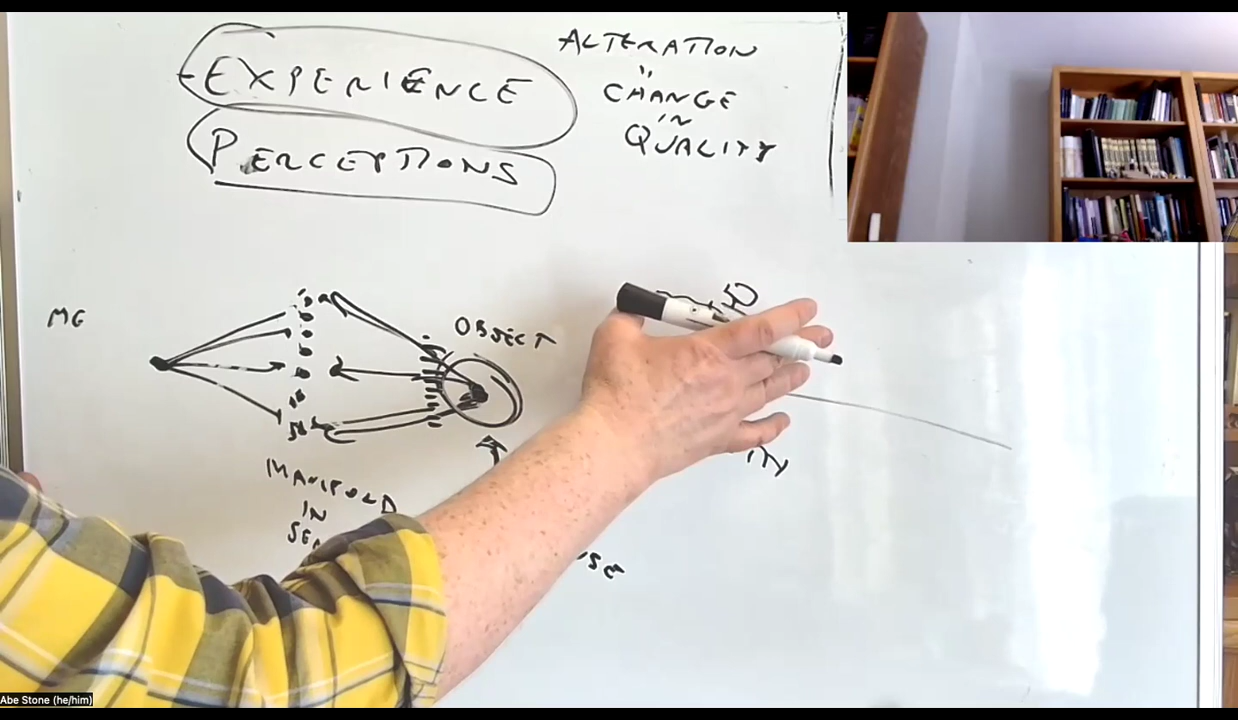 EXPERIENCE
PERCEPTIONS
ALTERATION
"
CHANGE
IN
QUALITY
ME
OBJECT
MANIFOLD
IN
Abe Stone (he/him)